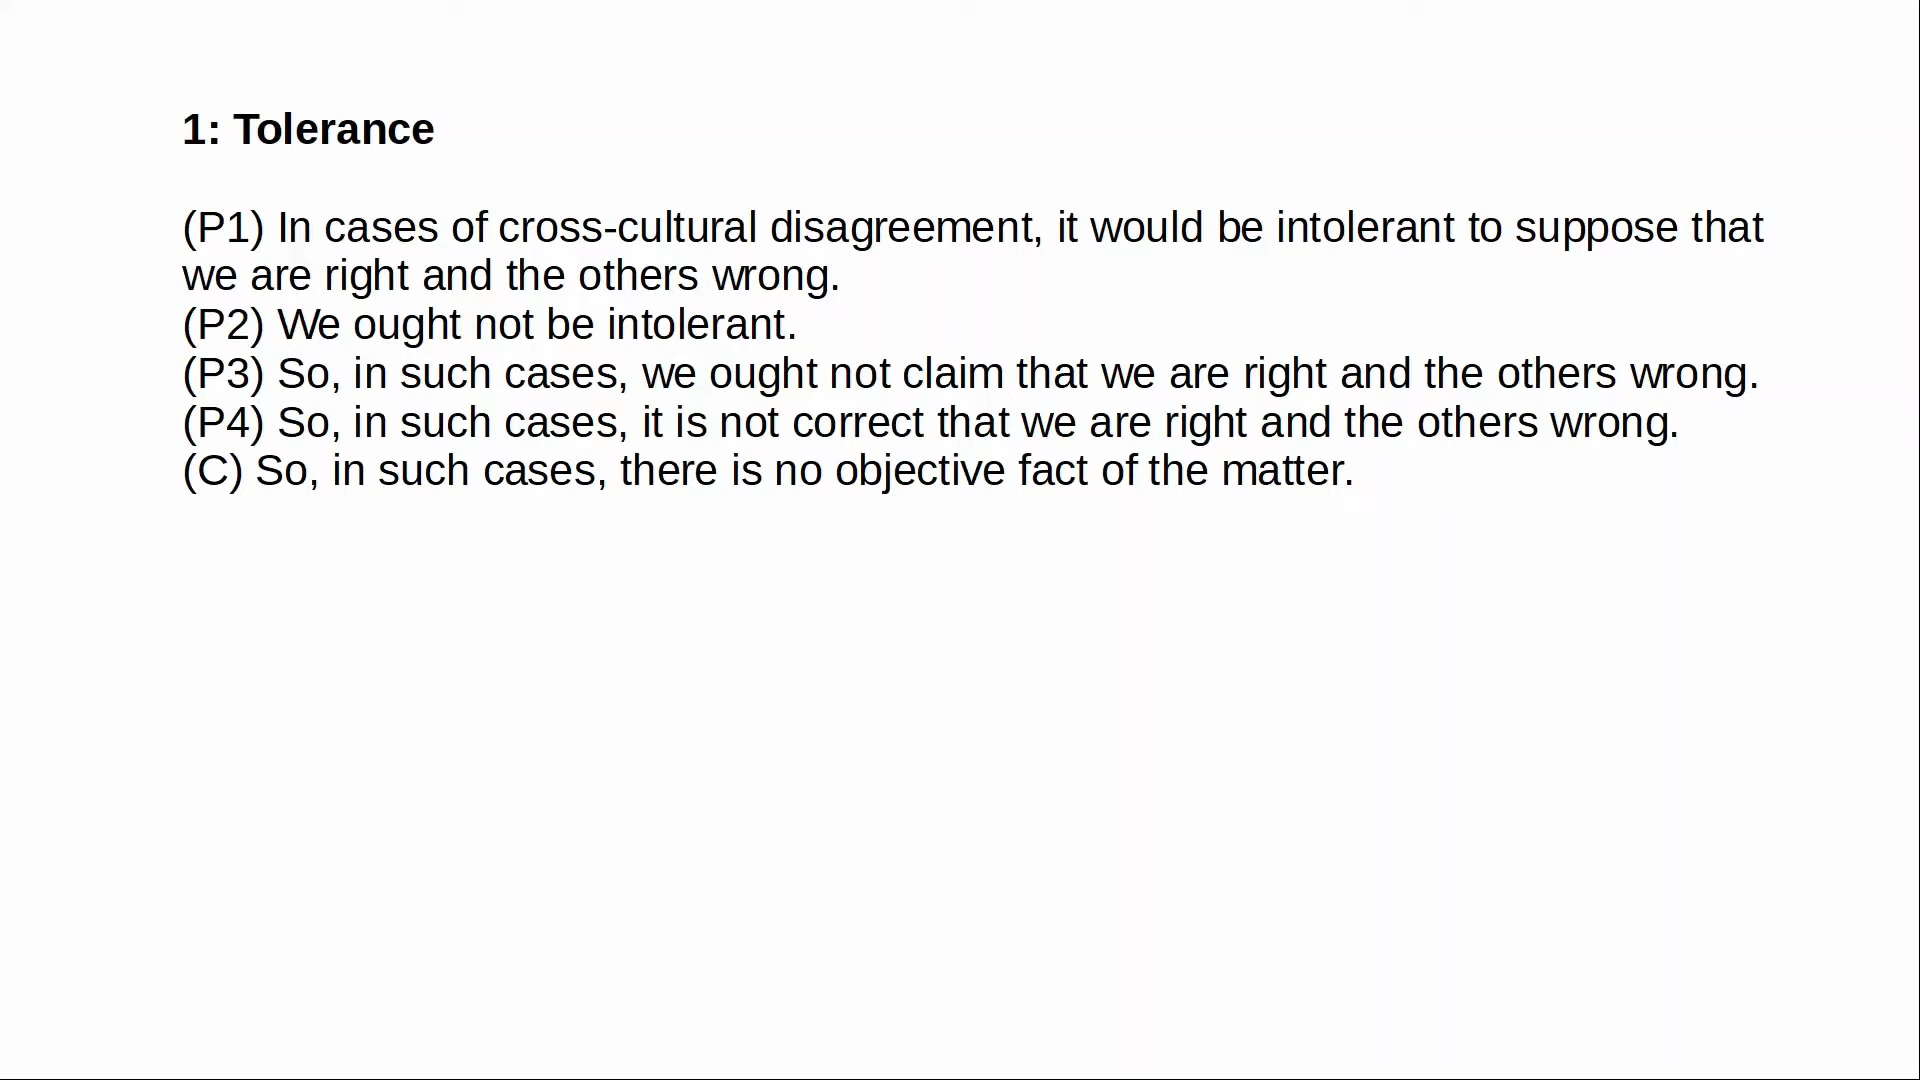 1: Tolerance
(P1) In cases of cross-cultural disagreement, it would be intolerant to suppose that
we are right and the others wrong.
(P2) We ought not be intolerant.
(P3) So, in such cases, we ought not claim that we are right and the others wrong.
(P4) So, in such cases, it is not correct that we are right and the others wrong.
(C) So, in such cases, there is no objective fact of the matter.